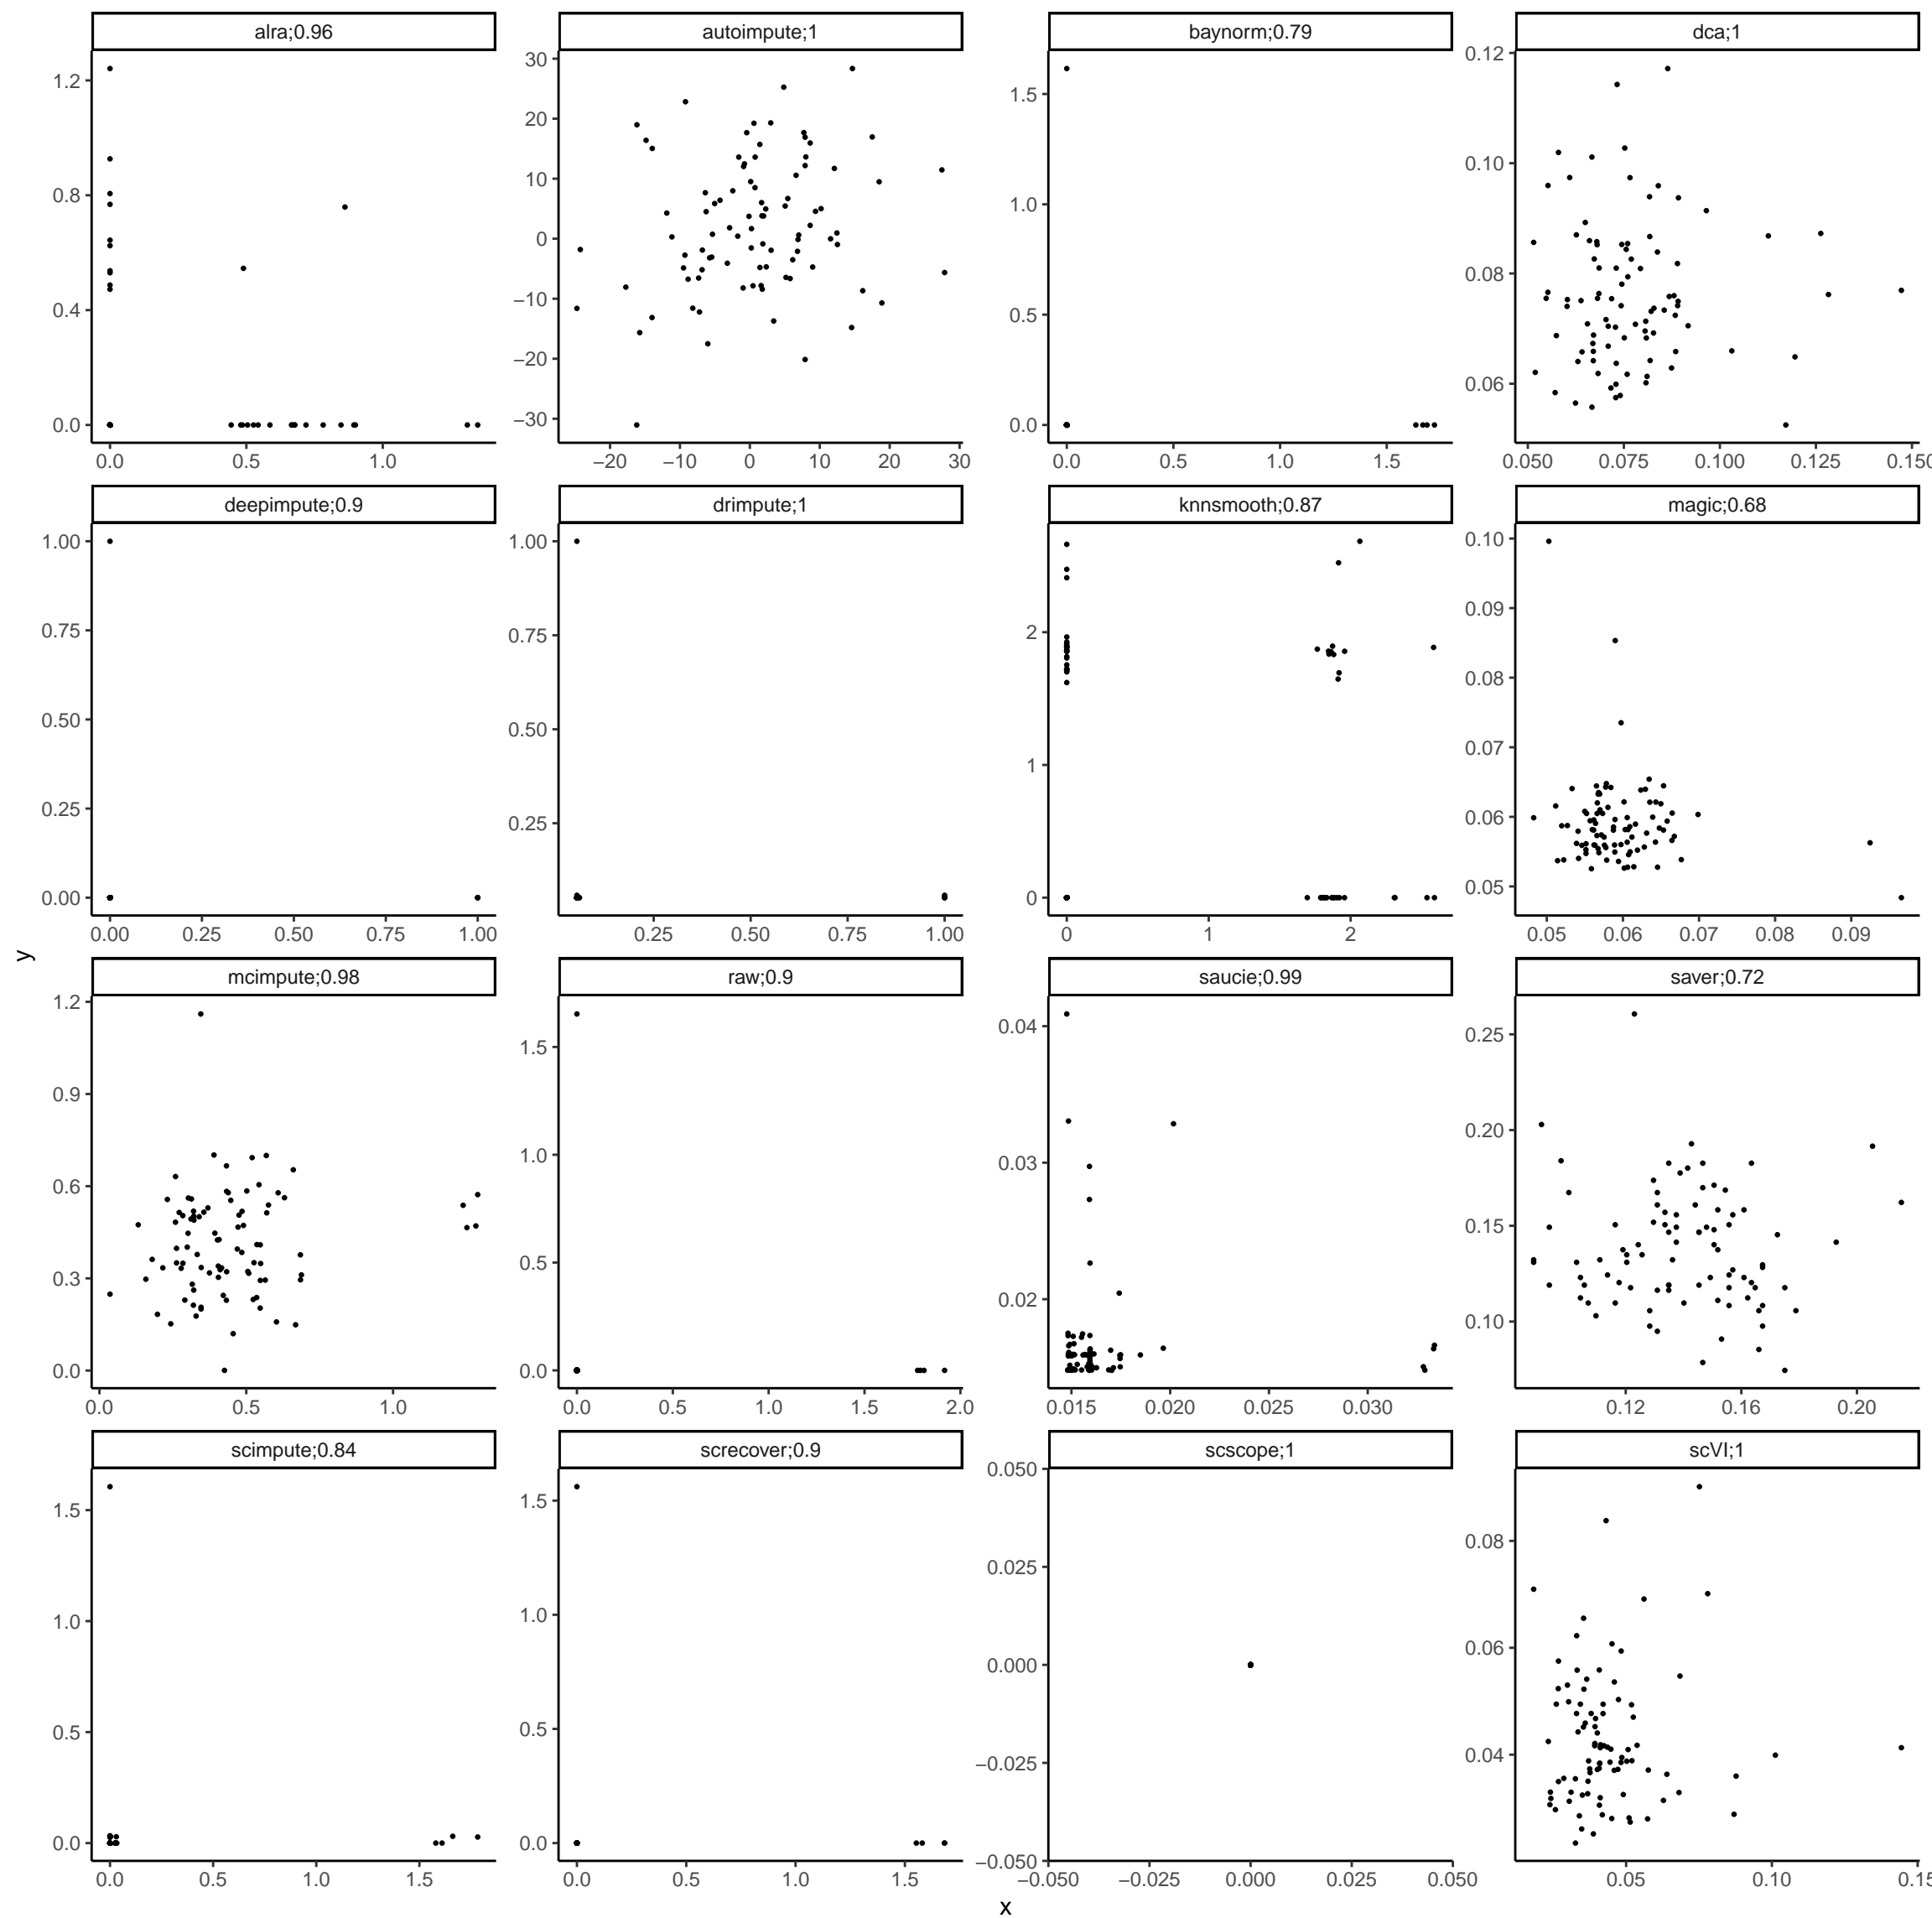 alra;0.96 autoimpute;1 baynorm;0.79 dca;1
1.2 0.8 0.4 0.0
30 20 10 0 −10 −20 −30
1.5 1.0 0.5 0.0
0.12 0.10 0.08 0.06
0.0 0.5 1.0 −20 −10 0 10 20 30 0.0 0.5 1.0 1.5 0.050 0.075 0.100 0.125 0.150
deepimpute;0.9 drimpute;1 knnsmooth;0.87 magic;0.68
1.00 0.75 0.50 0.25 0.00
1.00 0.75 0.50 0.25
2 1 0
0.10 0.09 0.08 0.07 0.06 0.05
0.00 0.25 0.50 0.75 1.00 0.25 0.50 0.75 1.00 0 1 2 0.05 0.06 0.07 0.08 0.09
y
mcimpute;0.98 raw;0.9 saucie;0.99 saver;0.72
1.2 0.9 0.6 0.3 0.0
1.5 1.0 0.5 0.0
0.04 0.03 0.02
0.25 0.20 0.15 0.10
0.0 0.5 1.0 0.0 0.5 1.0 1.5 2.0 0.015 0.020 0.025 0.030 0.12 0.16 0.20
scimpute;0.84 screcover;0.9 scscope;1 scVI;1
1.5 1.0 0.5 0.0
1.5 1.0 0.5 0.0
0.050 0.025 0.000 −0.025 −0.050
0.08 0.06 0.04
0.0 0.5 1.0 1.5 0.0 0.5 1.0 1.5 −0.050 −0.025 0.000 0.025 0.050 0.05 0.10 0.15
x